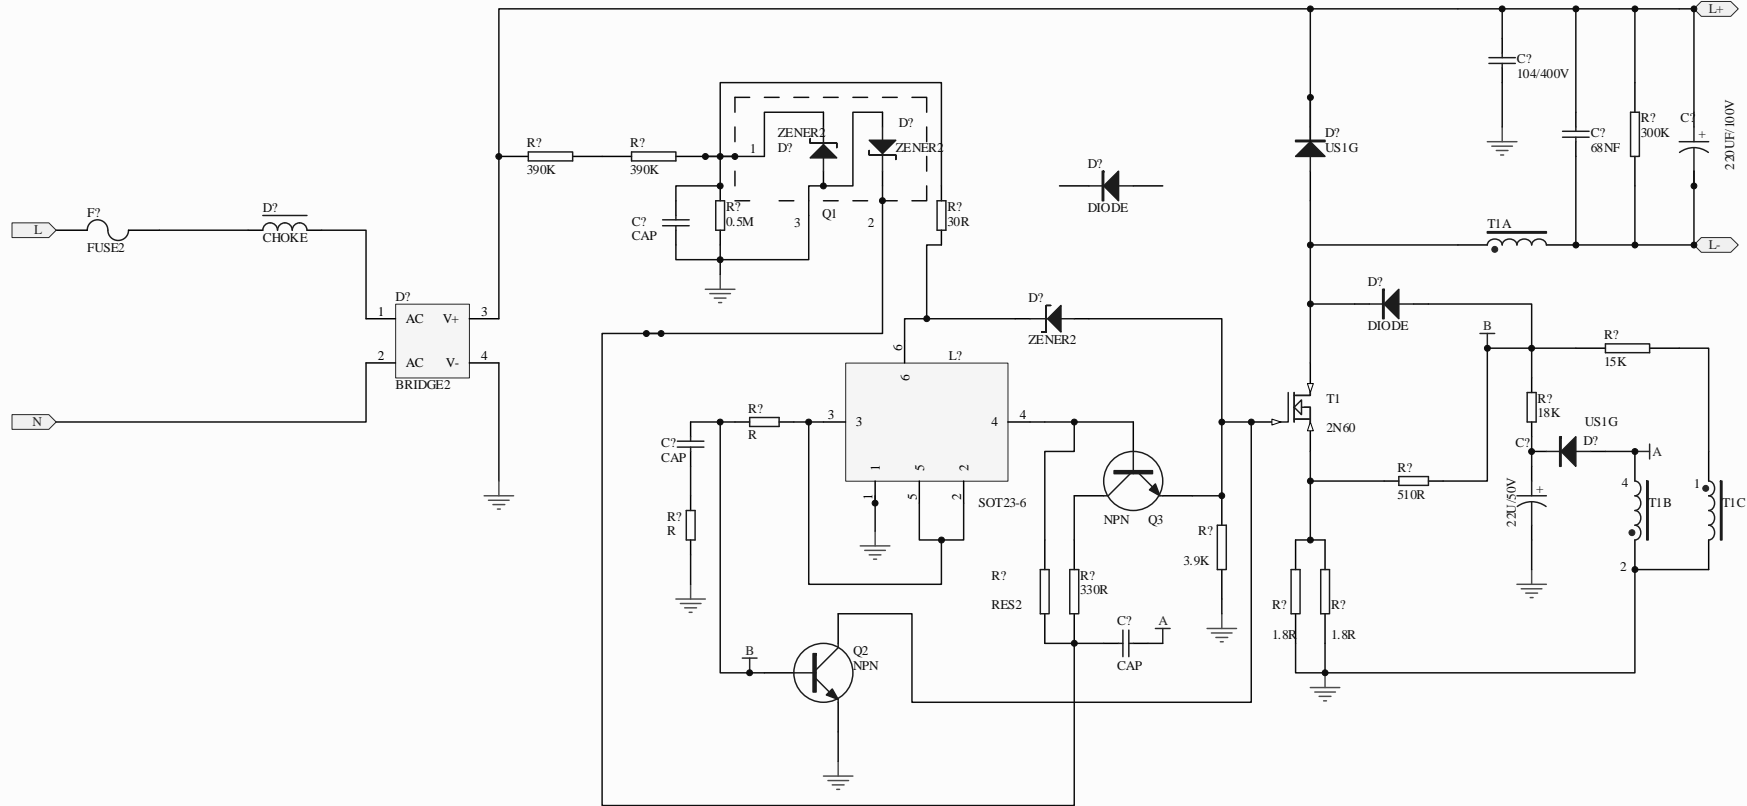 L+
C?
104/400V
C?
68NF
R?
300K
C?
+
220UF/100V
D?
US1G
ZENER2
D?
D?
ZENER2
R?
390K
R?
390K
1
3
Q1
2
C?
CAP
R?
0.5M
R?
30R
D?
DIODE
L
F?
FUSE2
D?
CHOKE
T1A
L-
D?
1
AC
V+
3
2
AC
V-
4
BRIDGE2
N
D?
ZENER2
D?
DIODE
B
R?
15K
6
L?
6
3
3
4
4
1
5
2
1
5
2
SOT23-6
C?
CAP
R?
R
R?
R
NPN
Q3
T1
2N60
R?
18K
US1G
C?
D?
A
+
22U/50V
R?
510R
4
T1B
2
1
T1C
R?
3.9K
R?
RES2
R?
330R
R?
1.8R
R?
1.8R
C?
CAP
A
B
Q2
NPN